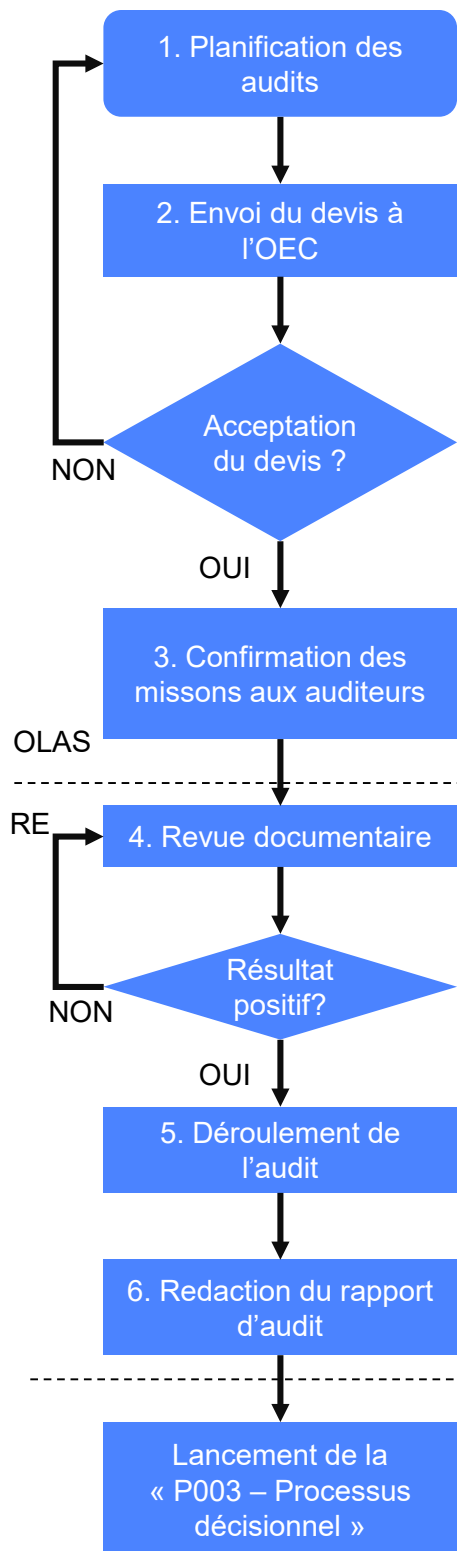 1. Planification des
audits
2. Envoi du devis à
l’OEC
Acceptation
du devis ?
NON
OUI
3. Confirmation des
missons aux auditeurs
OLAS
RE
4. Revue documentaire
Résultat
positif?
NON
OUI
5. Déroulement de
l’audit
6. Redaction du rapport
d’audit
Lancement de la
« P003 – Processus
décisionnel »